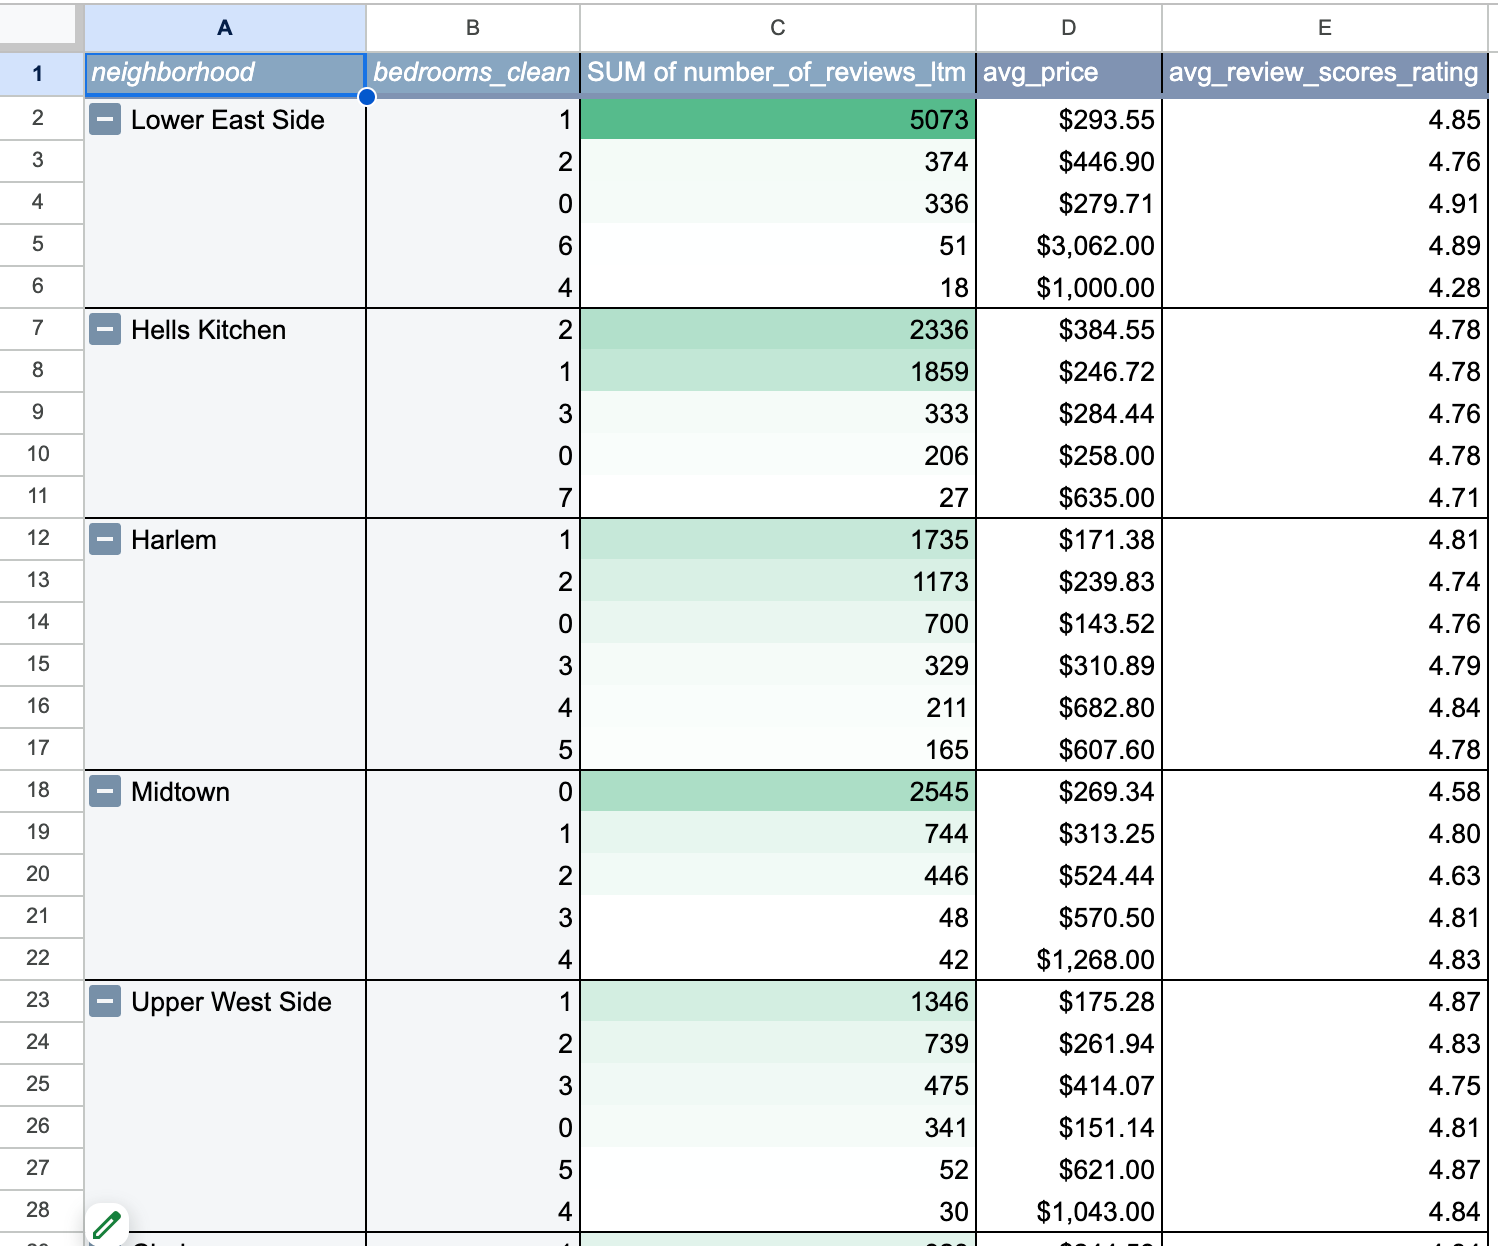 A B C D E
1 neighborhood bedrooms_clean SUM of number_of_reviews_ltm avg_price avg_review_scores_rating
2 Lower East Side 1 5073 $293.55 4.85
3 2 374 $446.90 4.76
4 0 336 $279.71 4.91
5 6 51 $3,062.00 4.89
6 4 18 $1,000.00 4.28
7 Hells Kitchen 2 2336 $384.55 4.78
8 1 1859 $246.72 4.78
9 3 333 $284.44 4.76
10 0 206 $258.00 4.78
11 7 27 $635.00 4.71
12 Harlem 1 1735 $171.38 4.81
13 2 1173 $239.83 4.74
14 0 700 $143.52 4.76
15 3 329 $310.89 4.79
16 4 211 $682.80 4.84
17 5 165 $607.60 4.78
18 Midtown 0 2545 $269.34 4.58
19 1 744 $313.25 4.80
20 2 446 $524.44 4.63
21 3 48 $570.50 4.81
22 4 42 $1,268.00 4.83
23 Upper West Side 1 1346 $175.28 4.87
24 2 739 $261.94 4.83
25 3 475 $414.07 4.75
26 0 341 $151.14 4.81
27 5 52 $621.00 4.87
28 4 30 $1,043.00 4.84